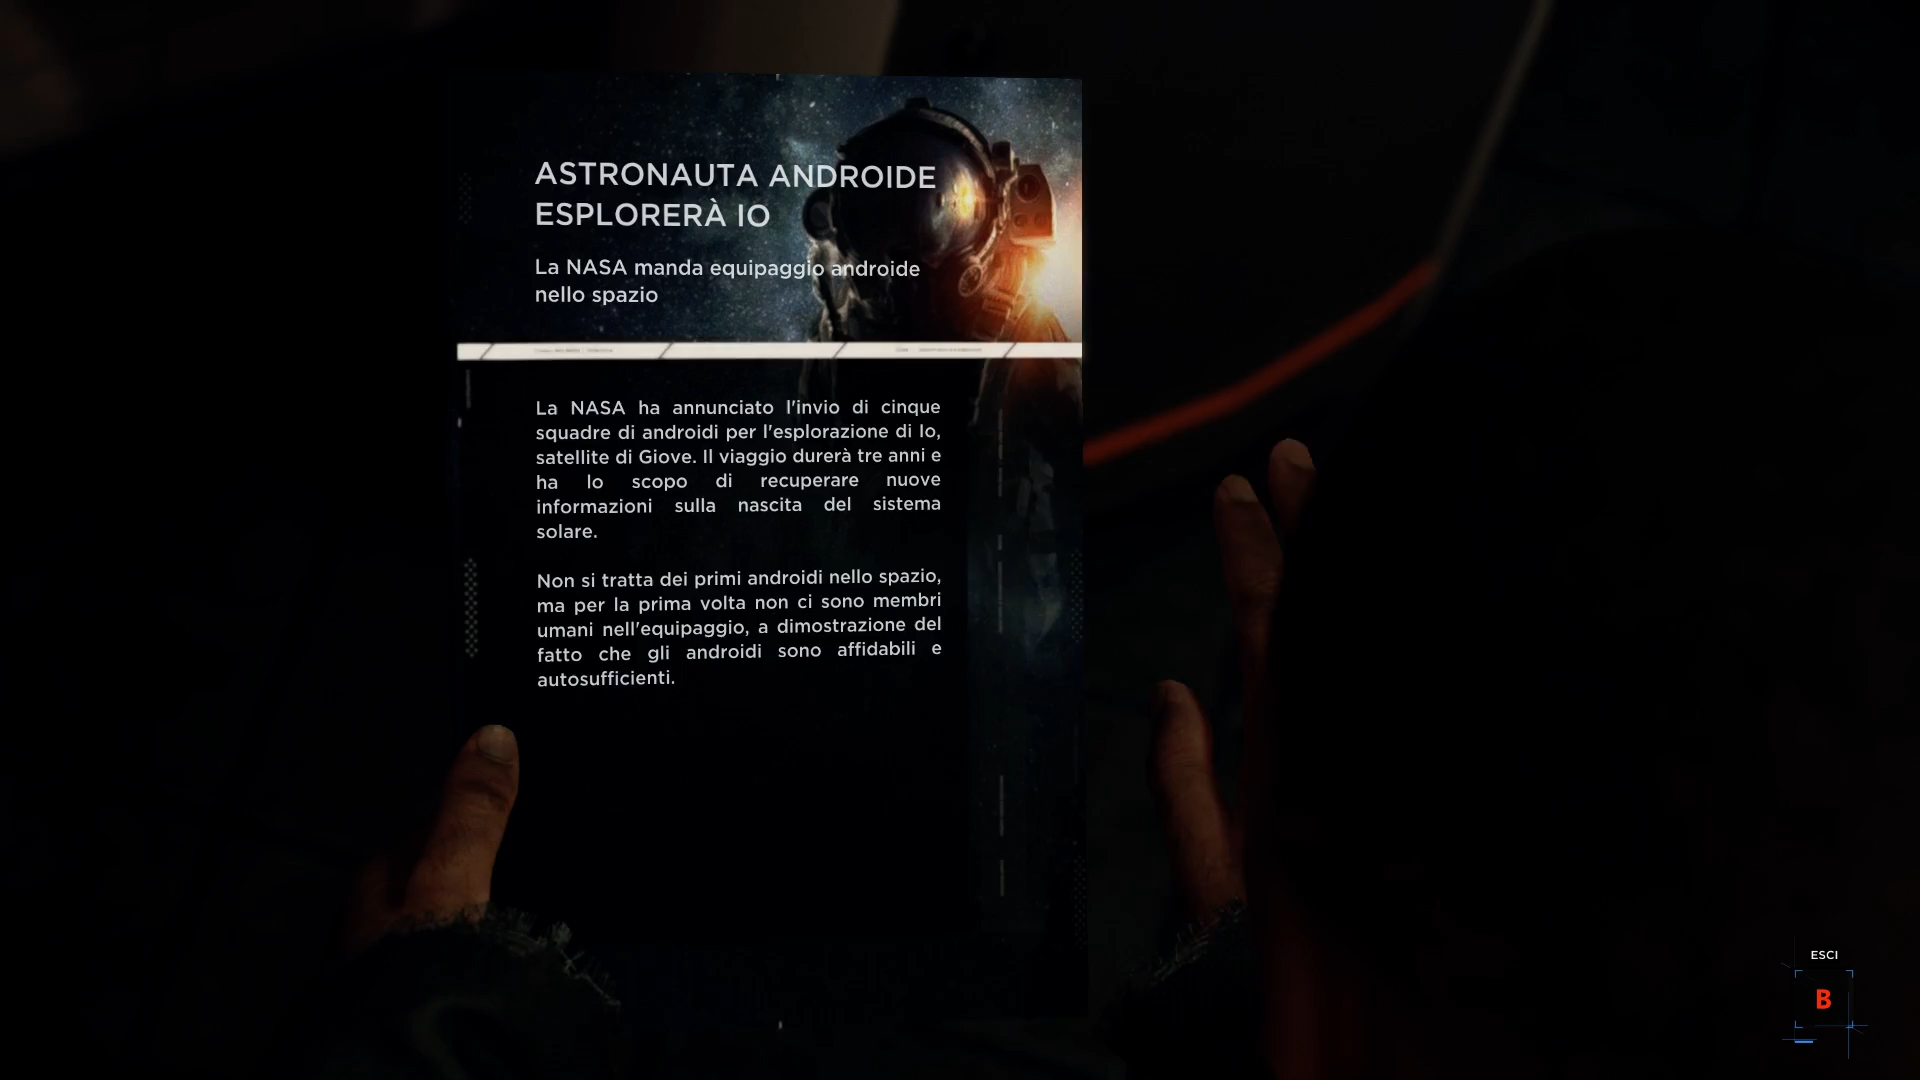 ASTRONAUTA ANDROIDE
ESPLORERÀ IO
La NASA manda equipaggio androide
nello spazio
La NASA ha annunciato l'invio di cinque
squadre di androidi per l'esplorazione di Io,
satellite di Giove. Il viaggio durerà tre anni e
ha lo scopo di recuperare nuove
informazioni sulla nascita del sistema
solare.
Non si tratta dei primi androidi nello spazio,
ma per la prima volta non ci sono membri
umani nell'equipaggio, a dimostrazione del
fatto che gli androidi sono affidabili e
autosufficienti.
ESCI
B